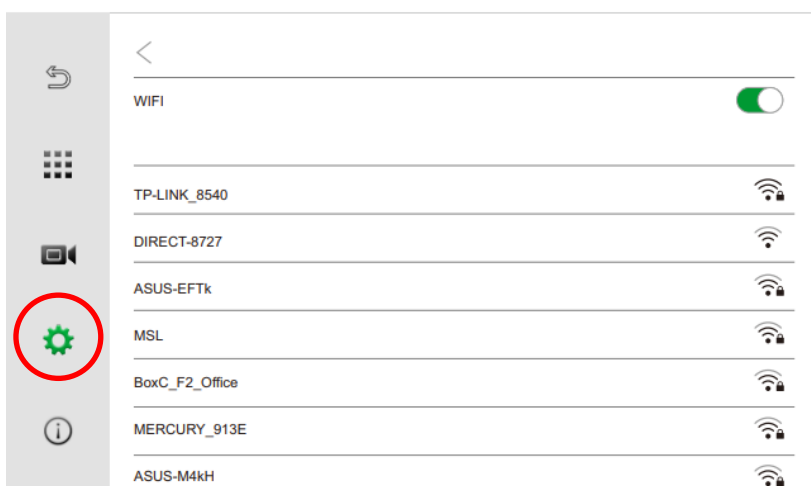 WIFI
TP-LINK_8540
DIRECT-8727
ASUS-EFTk
MSL
BoxC_F2_Office
MERCURY_913E
ASUS-M4kH